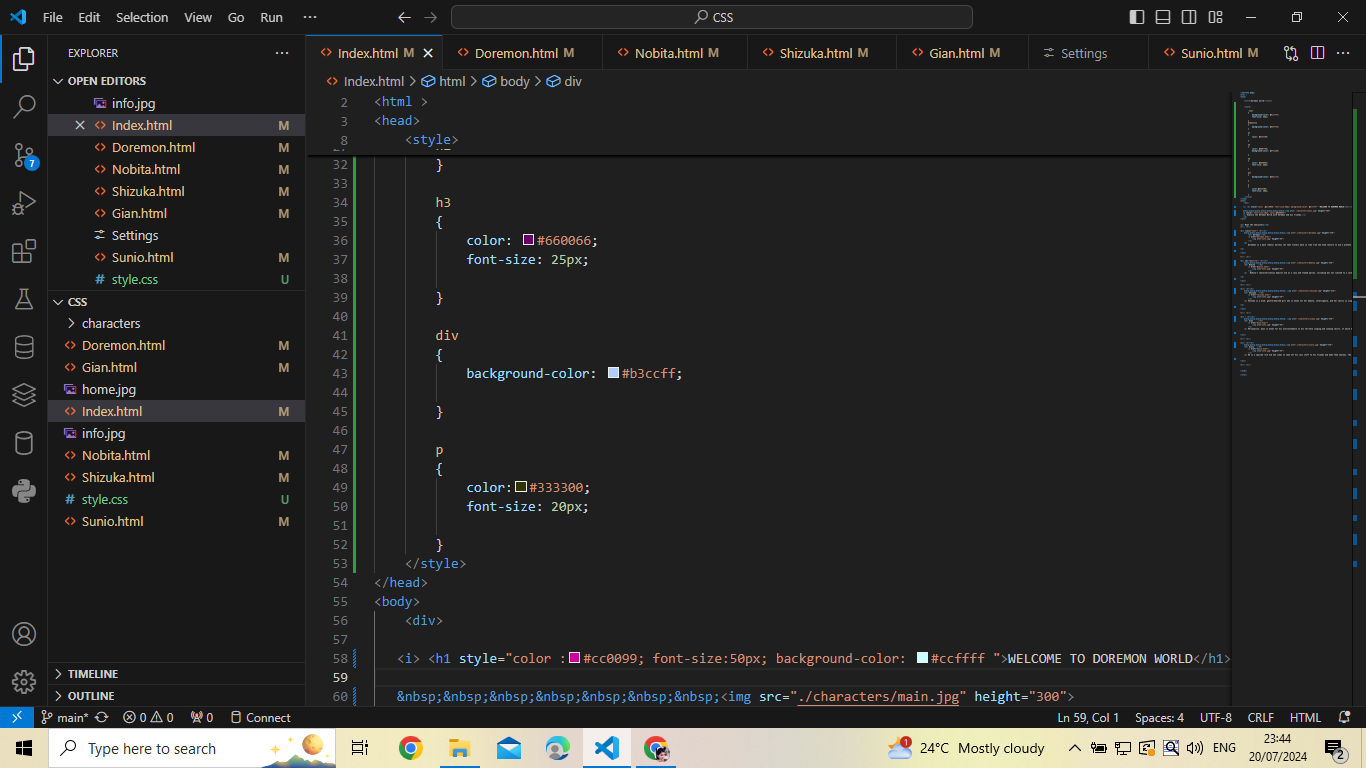 File Edit Selection View Go Run ··· CSS
EXPLORER ···
OPEN EDITORS
info.jpg
Index.html M
Doremon.html M
Nobita.html M
Shizuka.html M
Gian.html M
Settings
Sunio.html M
style.css U
CSS
characters
Doremon.html M
Gian.html M
home.jpg
Index.html M
info.jpg
Nobita.html M
Shizuka.html M
style.css U
Sunio.html M
TIMELINE
OUTLINE
7
Index.html M Doremon.html M Nobita.html M Shizuka.html M Gian.html M Settings Sunio.html M ···
Index.html > html > body > div
2 <html >
3 <head>
8 <style>
32 }
33
34 h3
35 {
36 color: #660066;
37 font-size: 25px;
38
39 }
40
41 div
42 {
43 background-color: #b3ccff;
44
45 }
46
47 p
48 {
49 color:#333300;
50 font-size: 20px;
51
52 }
53 </style>
54 </head>
55 <body>
56 <div>
57
58 <i> <h1 style="color :#cc0099; font-size:50px; background-color: #ccffff ">WELCOME TO DOREMON WORLD</h1>
59
60 &nbsp;&nbsp;&nbsp;&nbsp;&nbsp;&nbsp;&nbsp;<img src="./characters/main.jpg" height="300">
main* 0 0 0 Connect Ln 59, Col 1 Spaces: 4 UTF-8 CRLF HTML
Type here to search 1 24°C Mostly cloudy ENG 23:44 20/07/2024 2